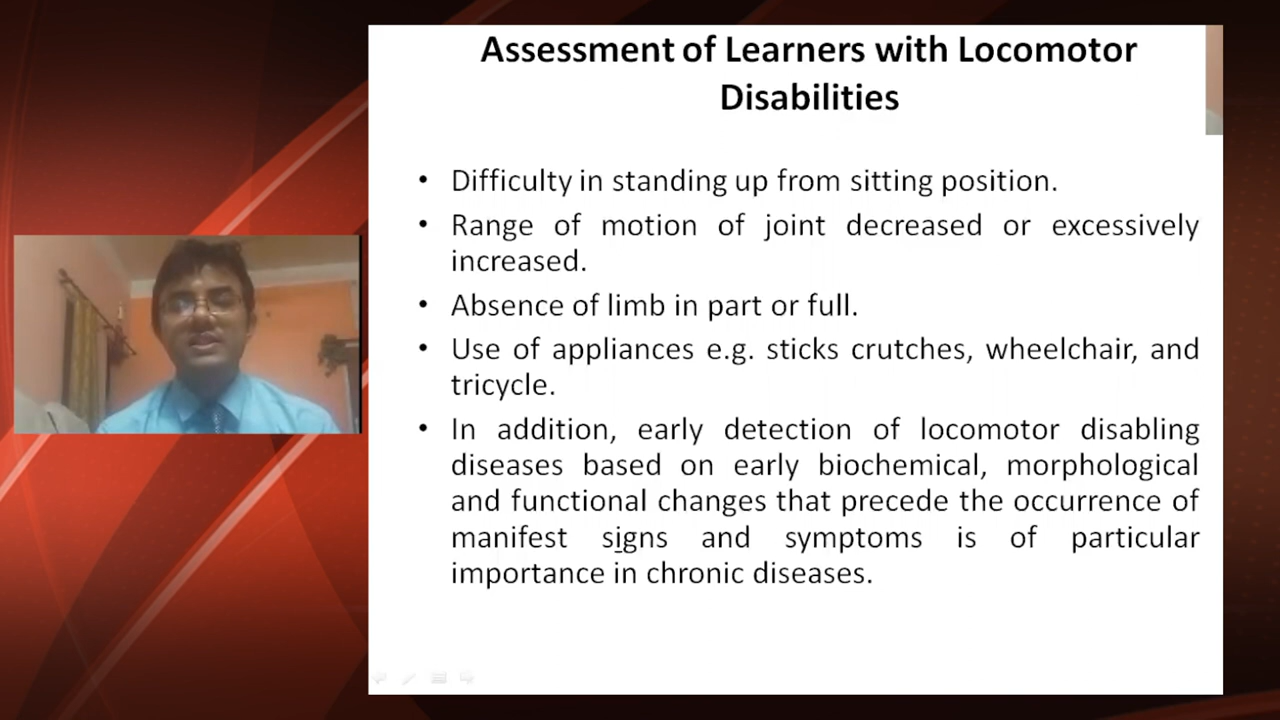 Assessment of Learners with Locomotor
Disabilities
• Difficulty in standing up from sitting position.
• Range of motion of joint decreased or excessively
increased.
• Absence of limb in part or full.
• Use of appliances e.g. sticks crutches, wheelchair, and
tricycle.
• In addition, early detection of locomotor disabling
diseases based on early biochemical, morphological
and functional changes that precede the occurrence of
manifest signs and symptoms is of particular
importance in chronic diseases.